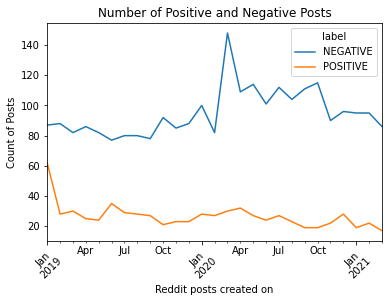 Number of Positive and Negative Posts
label
NEGATIVE
POSITIVE
Count of Posts
140
120
100
80
60
40
20
Jan
2019
Apr
Jul
Oct
Jan
2020
Apr
Jul
Oct
Jan
2021
Reddit posts created on